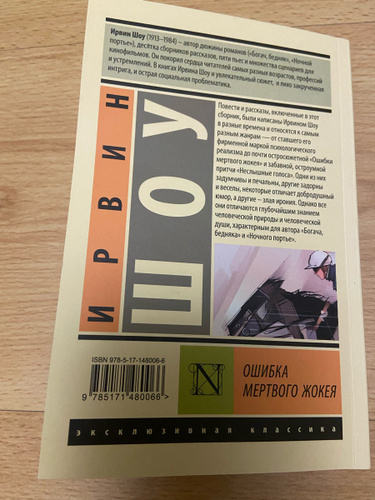 Ирвин Шоу (1913–1984) – автор дюжины романов («Богач, бедняк», «Ночной
портье»), десятка сборников рассказов, пяти пьес и множества сценариев для
кинофильмов. Он покорил сердца читателей самых разных возрастов, профессий
и устремлений. В книгах Ирвина Шоу и увлекательный сюжет, и лихо закрученная
интрига, и острая социальная проблематика.
ИРВИН
ШОУ
Повести и рассказы, включенные в этот
сборник, были написаны Ирвином Шоу
в разные времена и относятся к самым
разным жанрам — от ставшего его
фирменной маркой психологического
реализма до почти остросюжетной «Ошибки
мертвого жокея» и забавной, остроумной
притчи «Неслышные голоса». Одни из них
задумчивы и печальны, другие задорны
и веселы, некоторые отличает добродушный
юмор, а другие – злая ирония. Однако все
они отличаются глубочайшим знанием
человеческой природы и человеческой
души, характерным для автора «Богача,
бедняка» и «Ночного портье».
ISBN 978-5-17-148006-6
9 785171 480066>
N
ОШИБКА
МЕРТВОГО ЖОКЕЯ
эксклюзивная классика